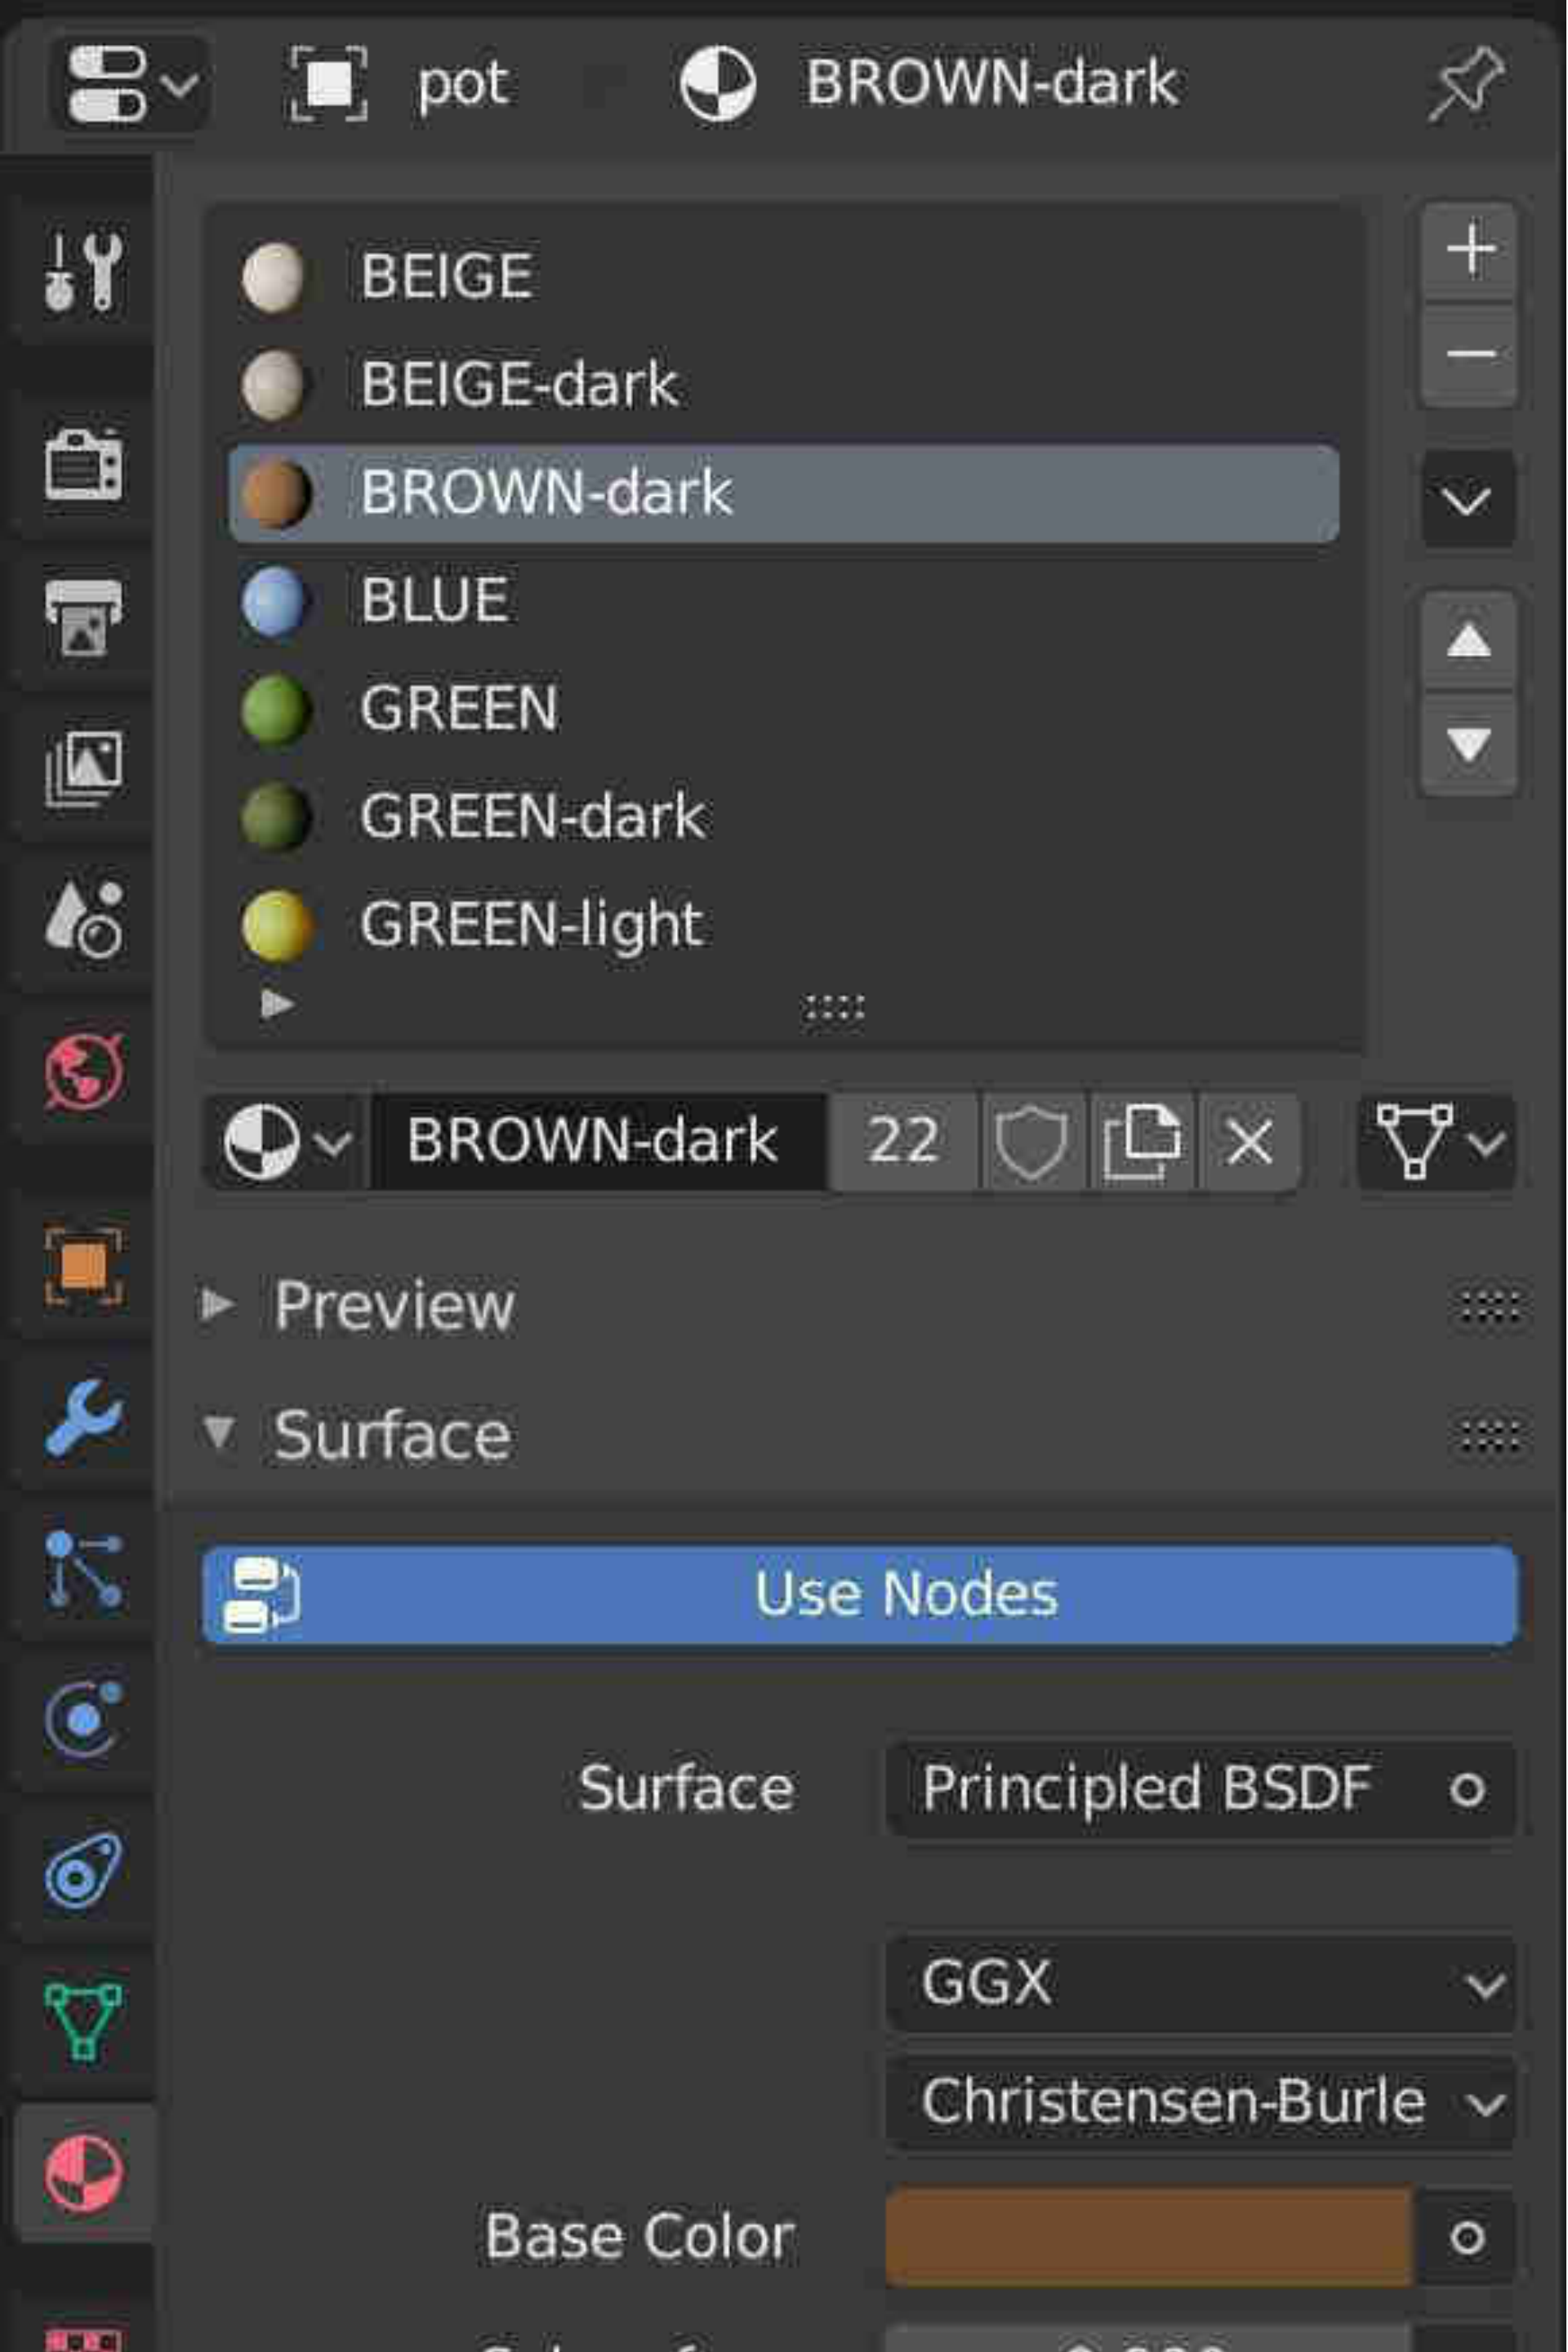 pot BROWN-dark
BEIGE
BEIGE-dark
BROWN-dark
BLUE
GREEN
GREEN-dark
GREEN-light
BROWN-dark 22
Preview
Surface
Use Nodes
Surface Principled BSDF
GGX
Christensen-Burle
Base Color